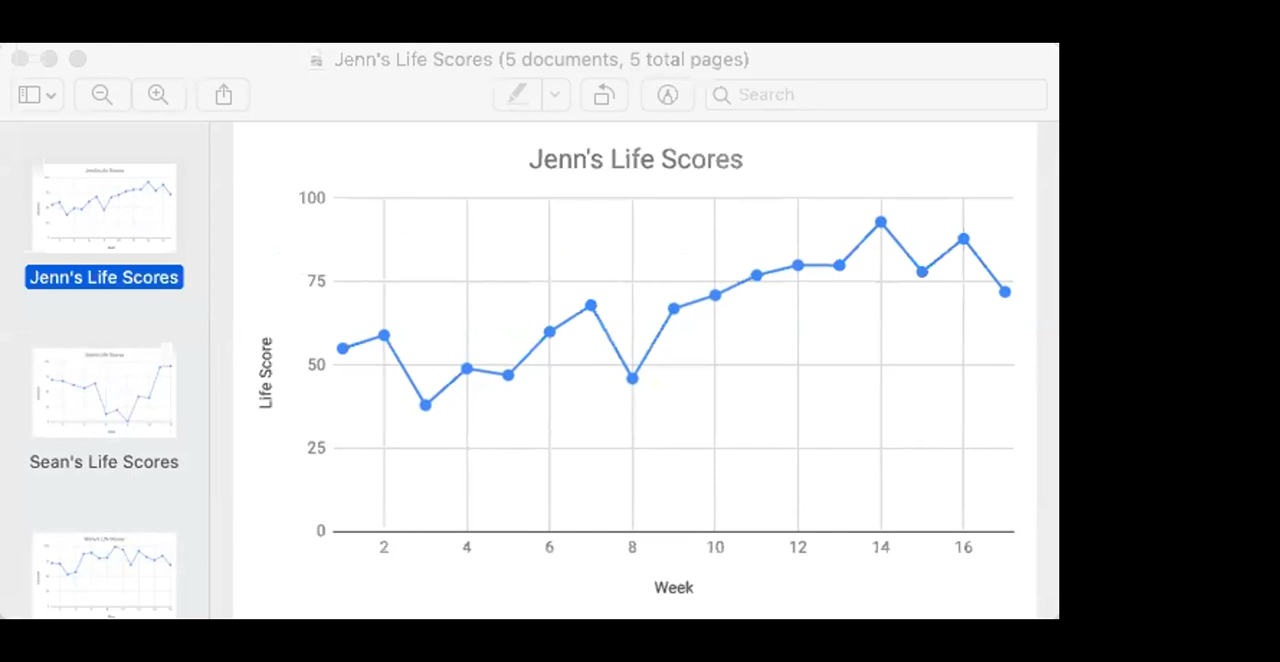 Jenn's Life Scores (5 documents, 5 total pages)
Search
Jenn's Life Scores
Sean's Life Scores
Jenn's Life Scores
100
75
50
25
0
Life Score
2 4 6 8 10 12 14 16
Week